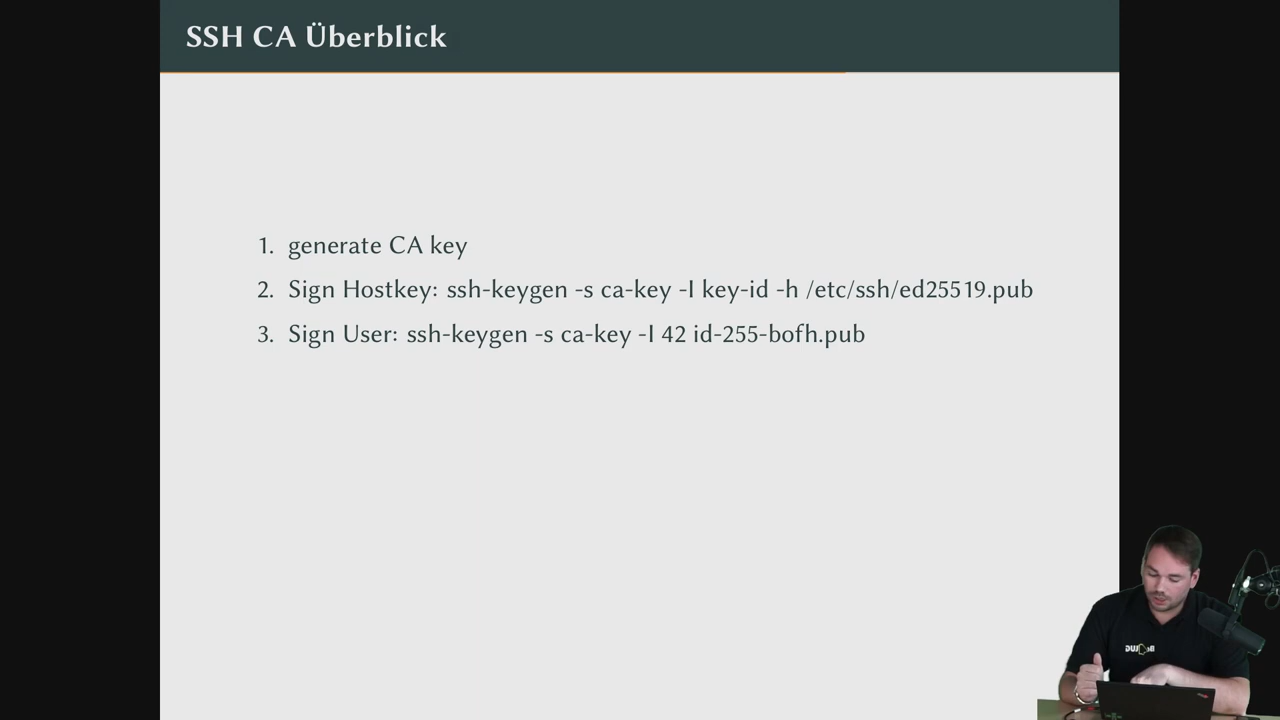 SSH CA Überblick
1. generate CA key
2. Sign Hostkey: ssh-keygen -s ca-key -I key-id -h /etc/ssh/ed25519.pub
3. Sign User: ssh-keygen -s ca-key -I 42 id-255-bofh.pub